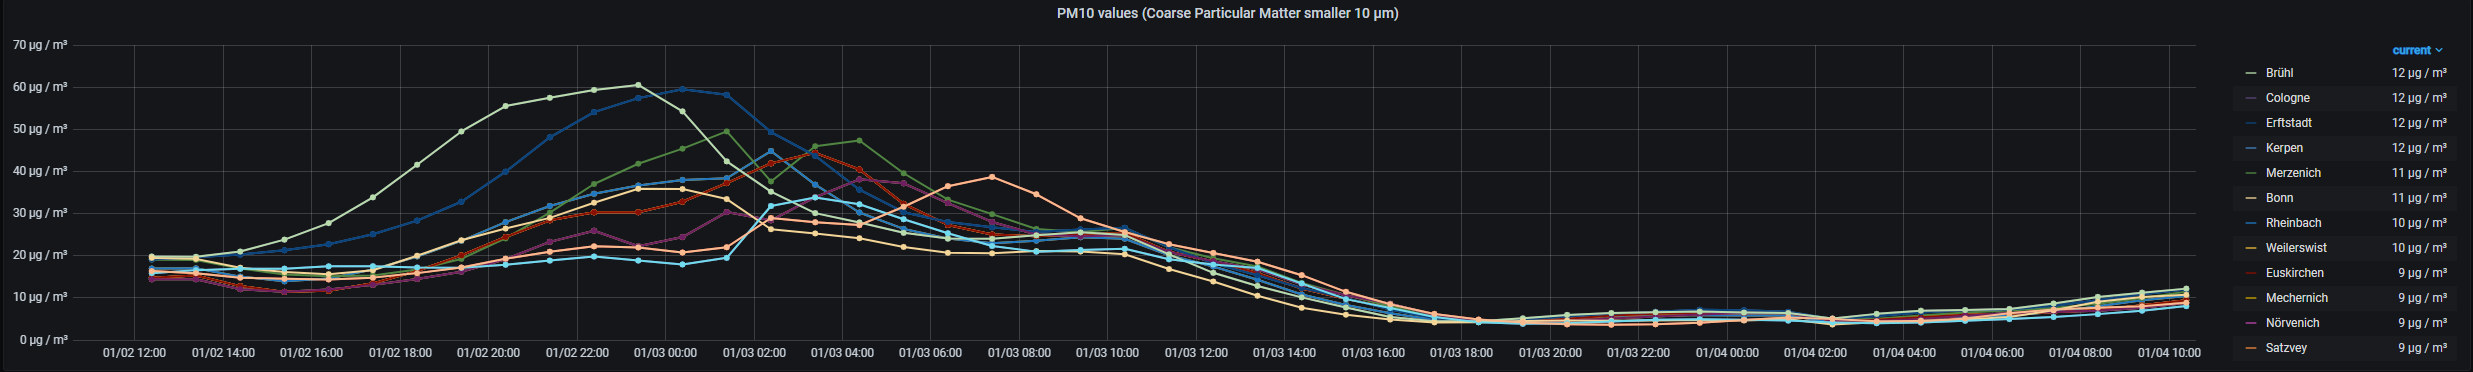 PM10 values (Coarse Particular Matter smaller 10 µm)
70 µg / m³
60 µg / m³
50 µg / m³
40 µg / m³
30 µg / m³
20 µg / m³
10 µg / m³
0 µg / m³
01/02 12:00 01/02 14:00 01/02 16:00 01/02 18:00 01/02 20:00 01/02 22:00 01/03 00:00 01/03 02:00 01/03 04:00 01/03 06:00 01/03 08:00 01/03 10:00 01/03 12:00 01/03 14:00 01/03 16:00 01/03 18:00 01/03 20:00 01/03 22:00 01/04 00:00 01/04 02:00 01/04 04:00 01/04 06:00 01/04 08:00 01/04 10:00
current
Brühl 12 µg / m³
Cologne 12 µg / m³
Erftstadt 12 µg / m³
Kerpen 12 µg / m³
Merzenich 11 µg / m³
Bonn 11 µg / m³
Rheinbach 10 µg / m³
Weilerswist 10 µg / m³
Euskirchen 9 µg / m³
Mechernich 9 µg / m³
Nörvenich 9 µg / m³
Satzvey 9 µg / m³